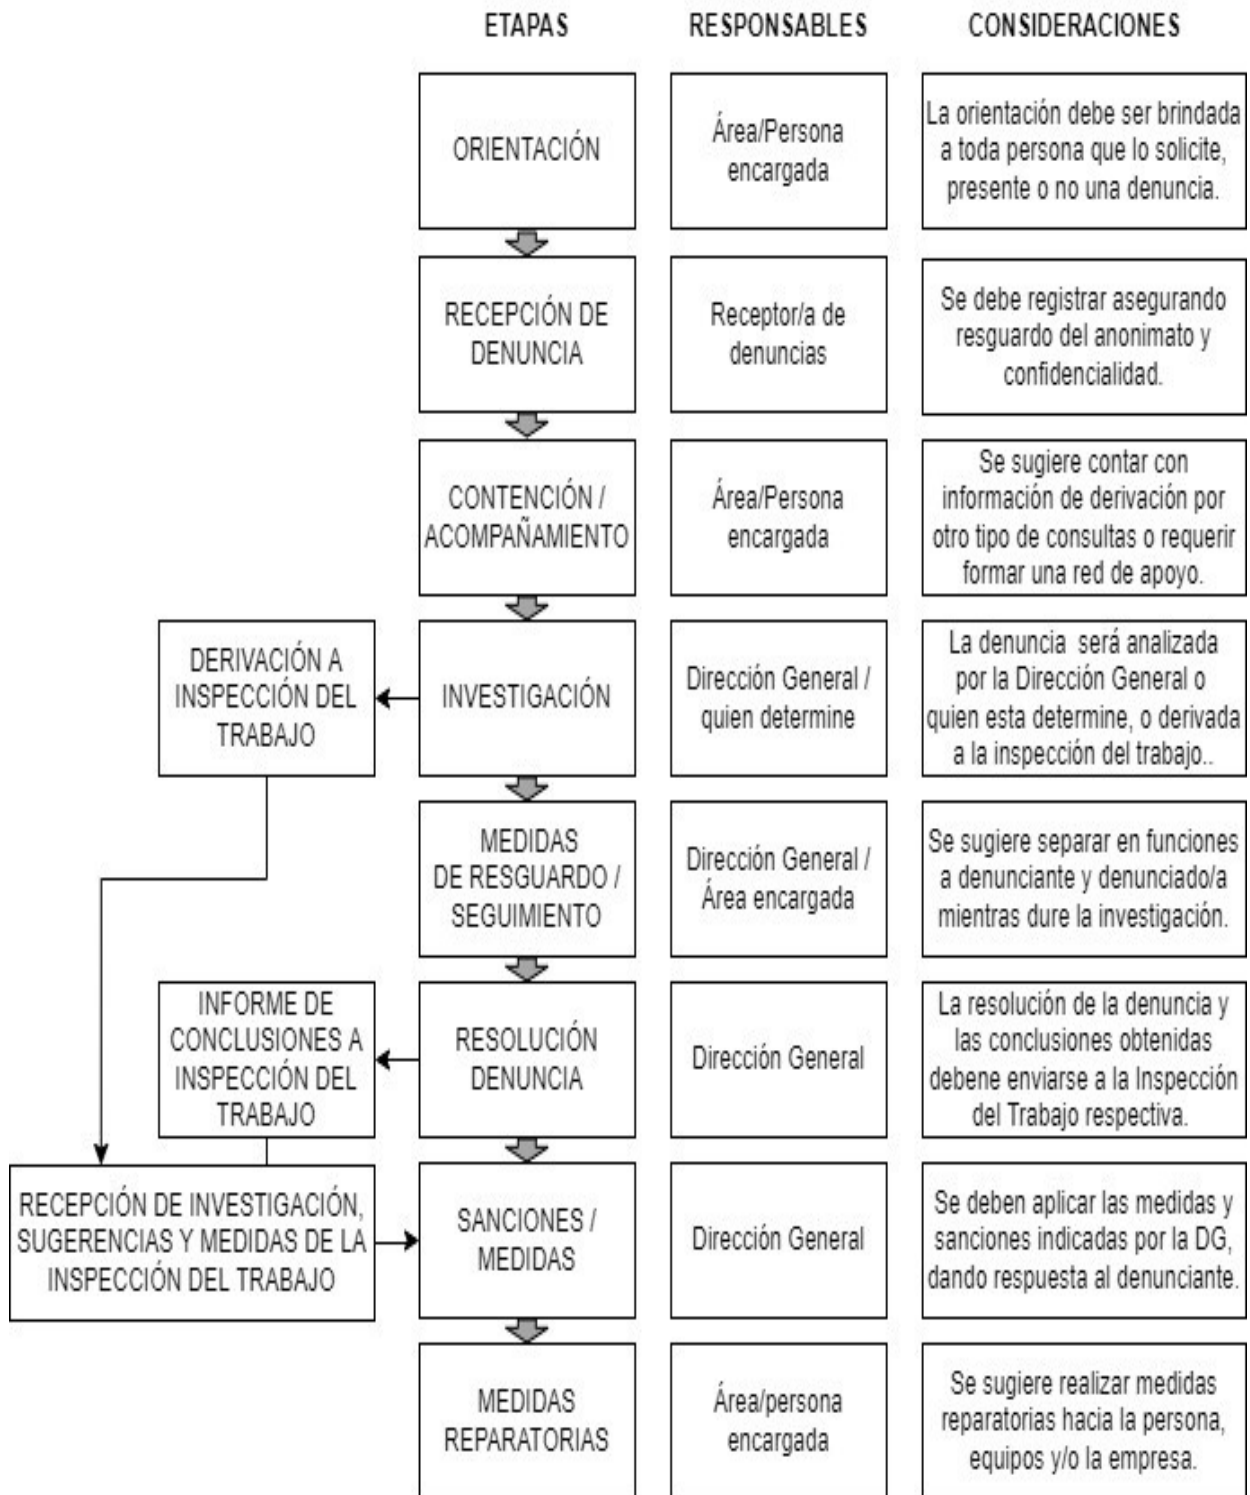 ETAPAS
RESPONSABLES
CONSIDERACIONES
ORIENTACIÓN
Área/Persona
encargada
La orientación debe ser brindada
a toda persona que lo solicite,
presente o no una denuncia.
RECEPCIÓN DE
DENUNCIA
Receptor/a de
denuncias
Se debe registrar asegurando
resguardo del anonimato y
confidencialidad.
CONTENCIÓN /
ACOMPAÑAMIENTO
Área/Persona
encargada
Se sugiere contar con
información de derivación por
otro tipo de consultas o requerir
formar una red de apoyo.
DERIVACIÓN A
INSPECCIÓN DEL
TRABAJO
INVESTIGACIÓN
Dirección General /
quien determine
La denuncia será analizada
por la Dirección General o
quien esta determine, o derivada
a la inspección del trabajo..
MEDIDAS
DE RESGUARDO /
SEGUIMIENTO
Dirección General /
Área encargada
Se sugiere separar en funciones
a denunciante y denunciado/a
mientras dure la investigación.
INFORME DE
CONCLUSIONES A
INSPECCIÓN DEL
TRABAJO
RESOLUCIÓN
DENUNCIA
Dirección General
La resolución de la denuncia y
las conclusiones obtenidas
debene enviarse a la Inspección
del Trabajo respectiva.
RECEPCIÓN DE INVESTIGACIÓN,
SUGERENCIAS Y MEDIDAS DE LA
INSPECCIÓN DEL TRABAJO
SANCIONES /
MEDIDAS
Dirección General
Se deben aplicar las medidas y
sanciones indicadas por la DG,
dando respuesta al denunciante.
MEDIDAS
REPARATORIAS
Área/persona
encargada
Se sugiere realizar medidas
reparatorias hacia la persona,
equipos y/o la empresa.